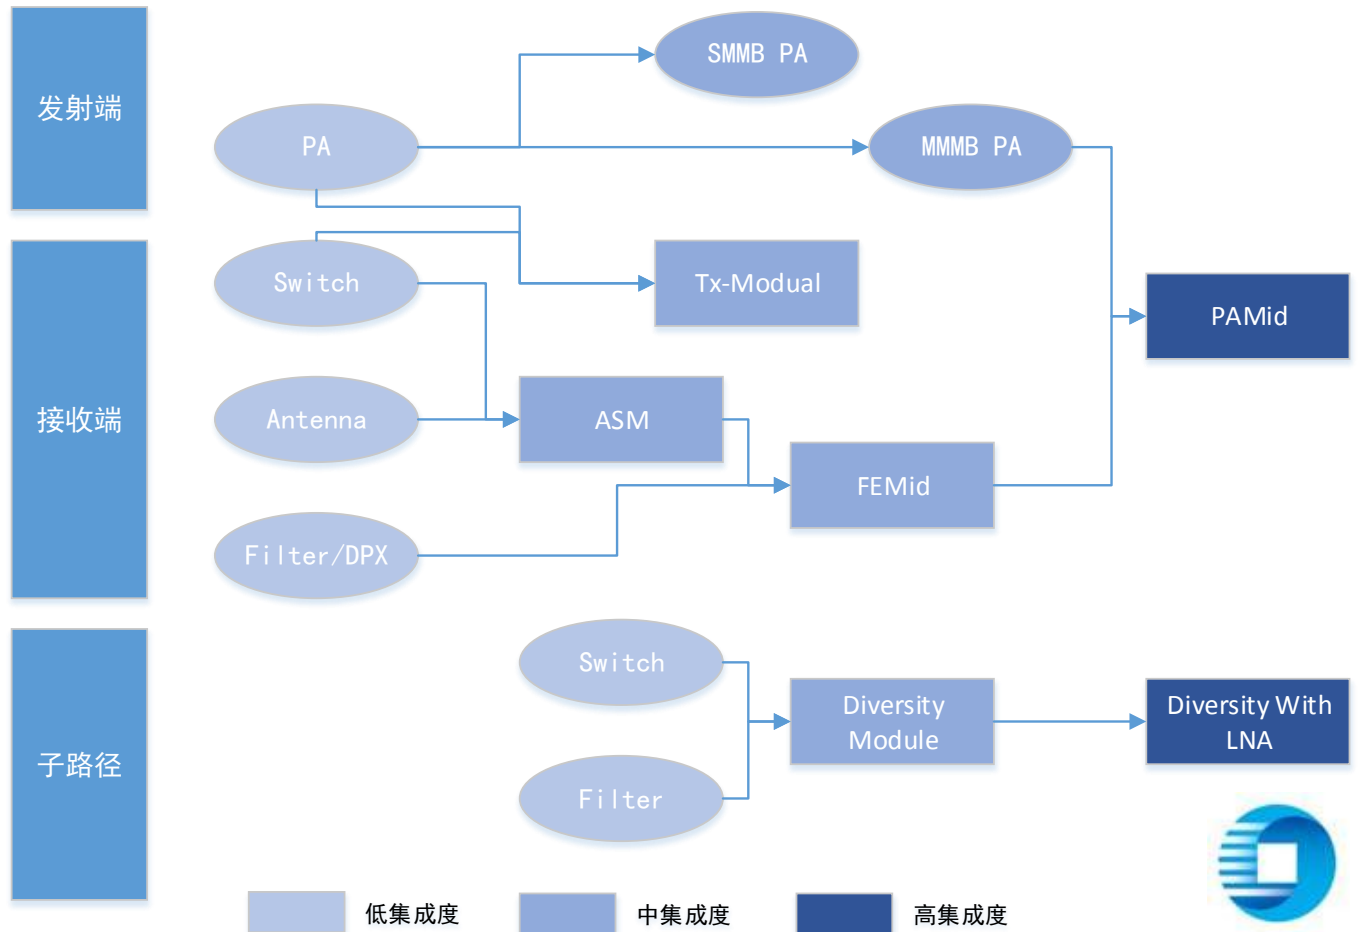 发射端
SMMB PA
PA
MMMB PA
接收端
Switch
Tx-Modual
PAMid
Antenna
ASM
FEMid
Filter/DPX
子路径
Switch
Diversity
Module
Diversity With
LNA
Filter
低集成度
中集成度
高集成度